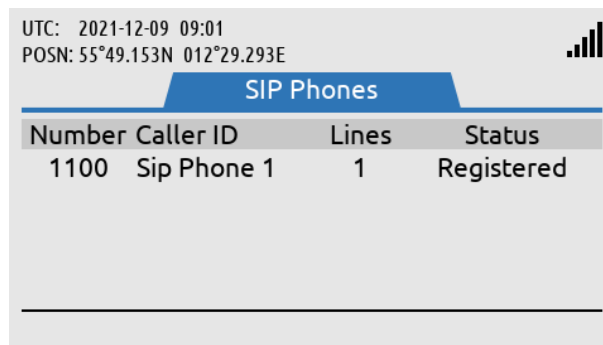 UTC: 2021-12-09 09:01
POSN: 55°49.153N 012°29.293E
SIP Phones
Number Caller ID Lines Status
1100 Sip Phone 1 1 Registered